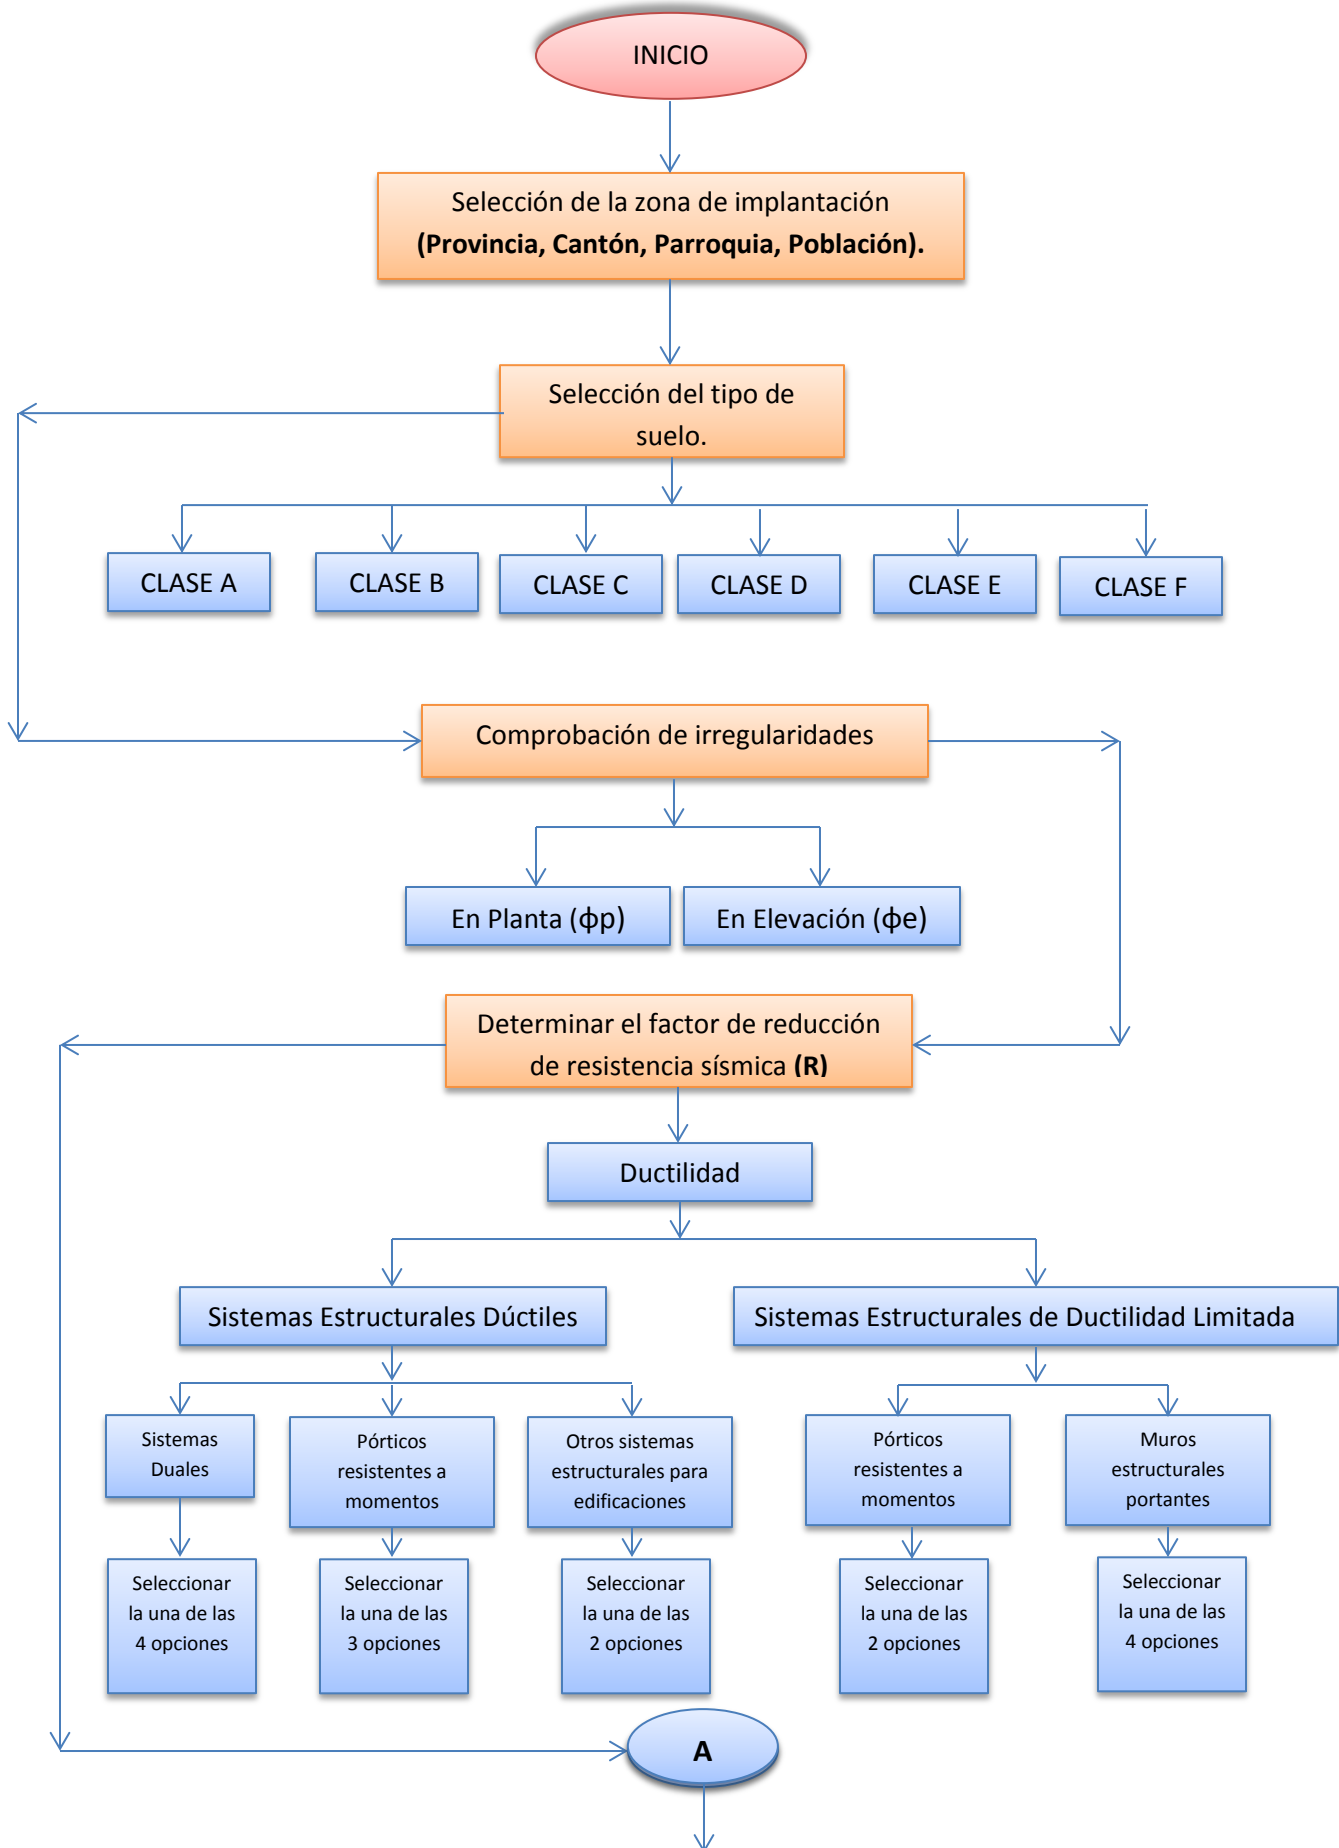 INICIO
Selección de la zona de implantación
(Provincia, Cantón, Parroquia, Población).
Selección del tipo de
suelo.
CLASE A
CLASE B
CLASE C
CLASE D
CLASE E
CLASE F
Comprobación de irregularidades
En Planta (ϕp)
En Elevación (ϕe)
Determinar el factor de reducción
de resistencia sísmica (R)
Ductilidad
Sistemas Estructurales Dúctiles
Sistemas Estructurales de Ductilidad Limitada
Sistemas
Duales
Pórticos
resistentes a
momentos
Otros sistemas
estructurales para
edificaciones
Pórticos
resistentes a
momentos
Muros
estructurales
portantes
Seleccionar
la una de las
4 opciones
Seleccionar
la una de las
3 opciones
Seleccionar
la una de las
2 opciones
Seleccionar
la una de las
2 opciones
Seleccionar
la una de las
4 opciones
A